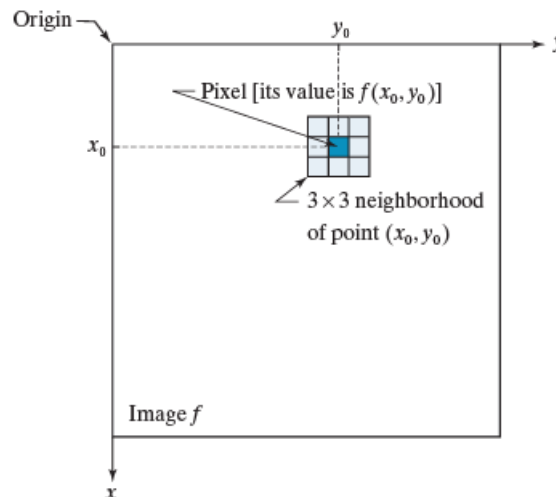 Origin
y₀
y
Pixel [its value is f(x₀, y₀)]
x₀
3 × 3 neighborhood
of point (x₀, y₀)
Image f
x